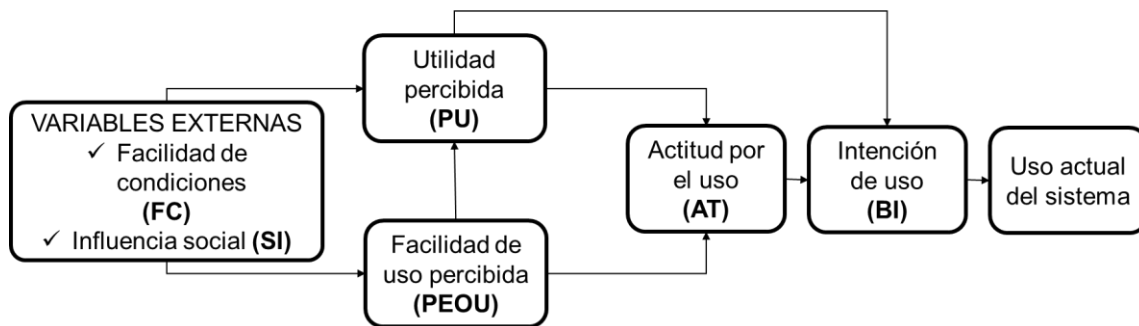 VARIABLES EXTERNAS
✓ Facilidad de
condiciones
(FC)
✓ Influencia social (SI)
Utilidad
percibida
(PU)
Facilidad de
uso percibida
(PEOU)
Actitud por
el uso
(AT)
Intención
de uso
(BI)
Uso actual
del sistema